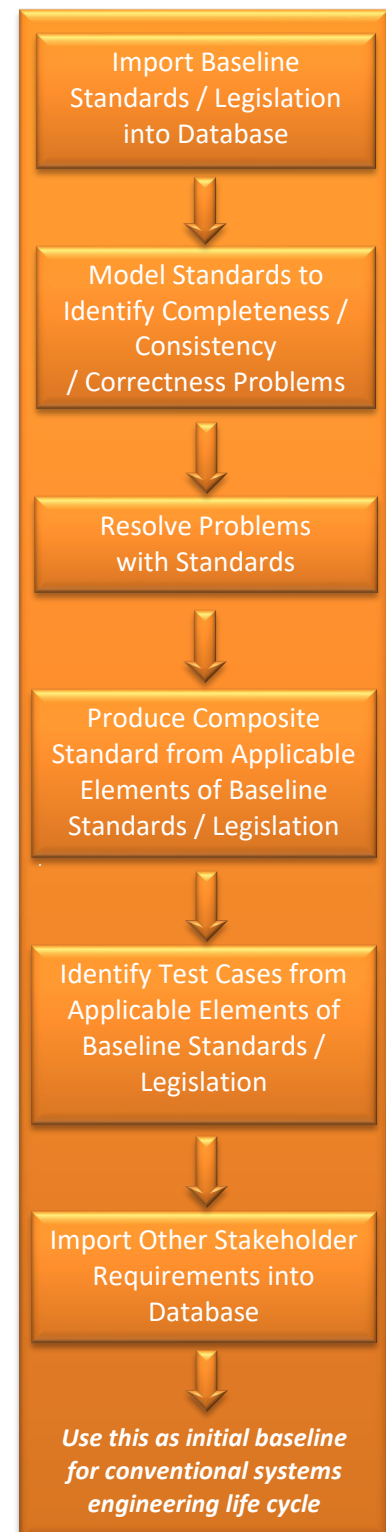 Import Baseline
Standards / Legislation
into Database
Model Standards to
Identify Completeness /
Consistency
/ Correctness Problems
Resolve Problems
with Standards
Produce Composite
Standard from Applicable
Elements of Baseline
Standards / Legislation
Identify Test Cases from
Applicable Elements of
Baseline Standards /
Legislation
Import Other Stakeholder
Requirements into
Database
Use this as initial baseline
for conventional systems
engineering life cycle